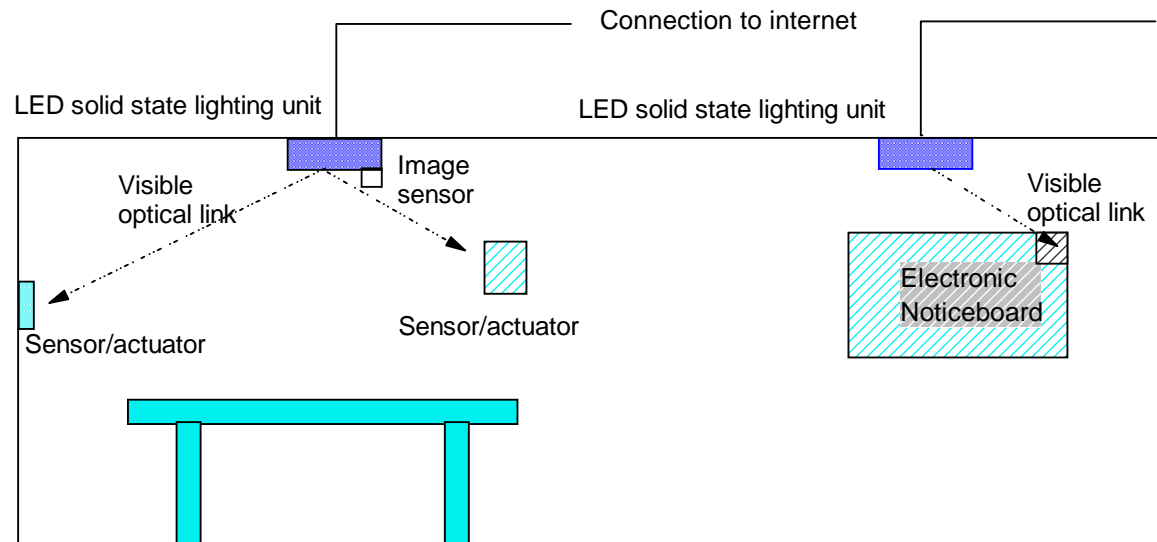 Connection to internet
LED solid state lighting unit
LED solid state lighting unit
Image
sensor
Visible
optical link
Visible
optical link
Electronic
Noticeboard
Sensor/actuator
Sensor/actuator